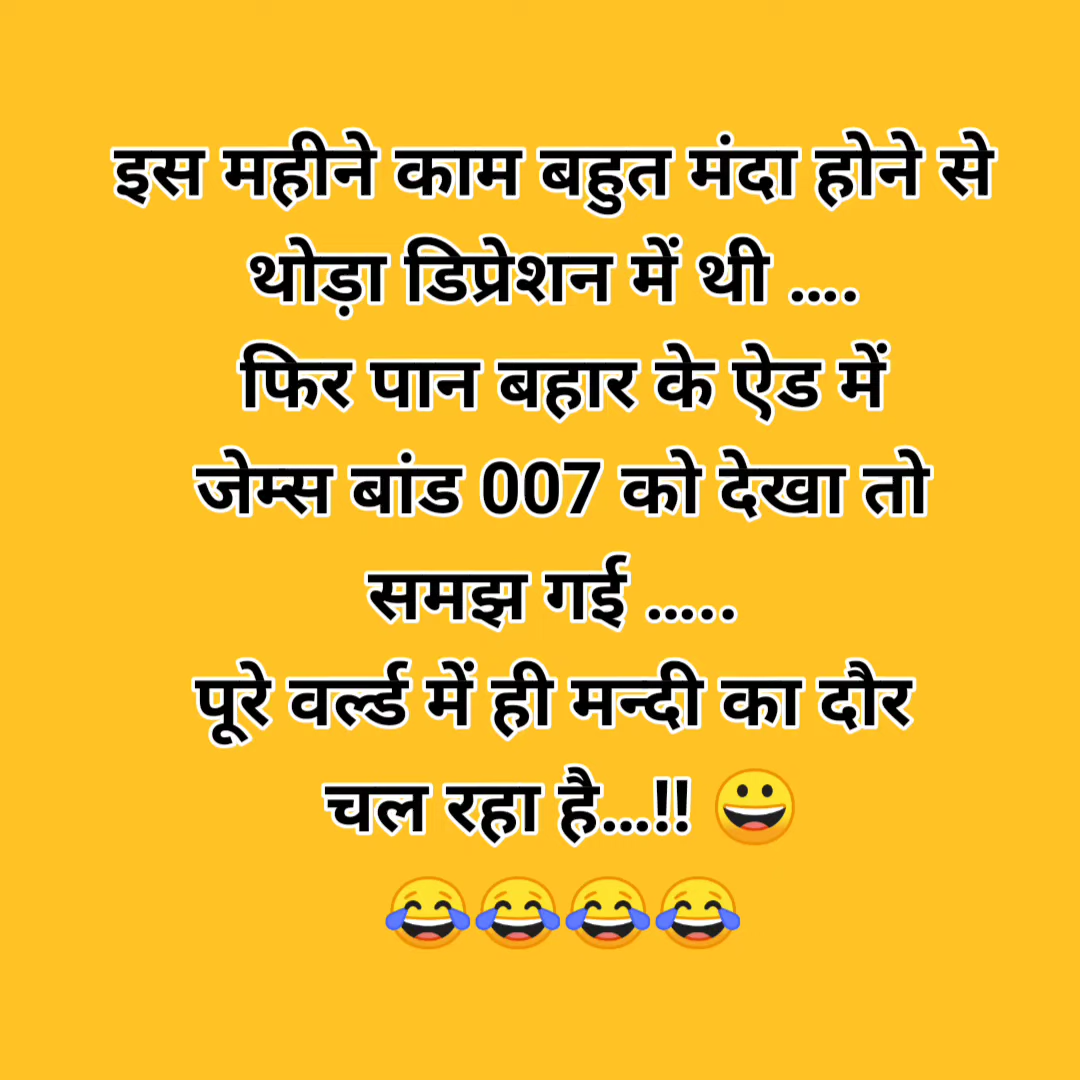 इस महीने काम बहुत मंदा होने से
थोड़ा डिप्रेशन में थी ....
फिर पान बहार के ऐड में
जेम्स बांड 007 को देखा तो
समझ गई .....
पूरे वर्ल्ड में ही मन्दी का दौर
चल रहा है...!! 😀
😂😂😂😂